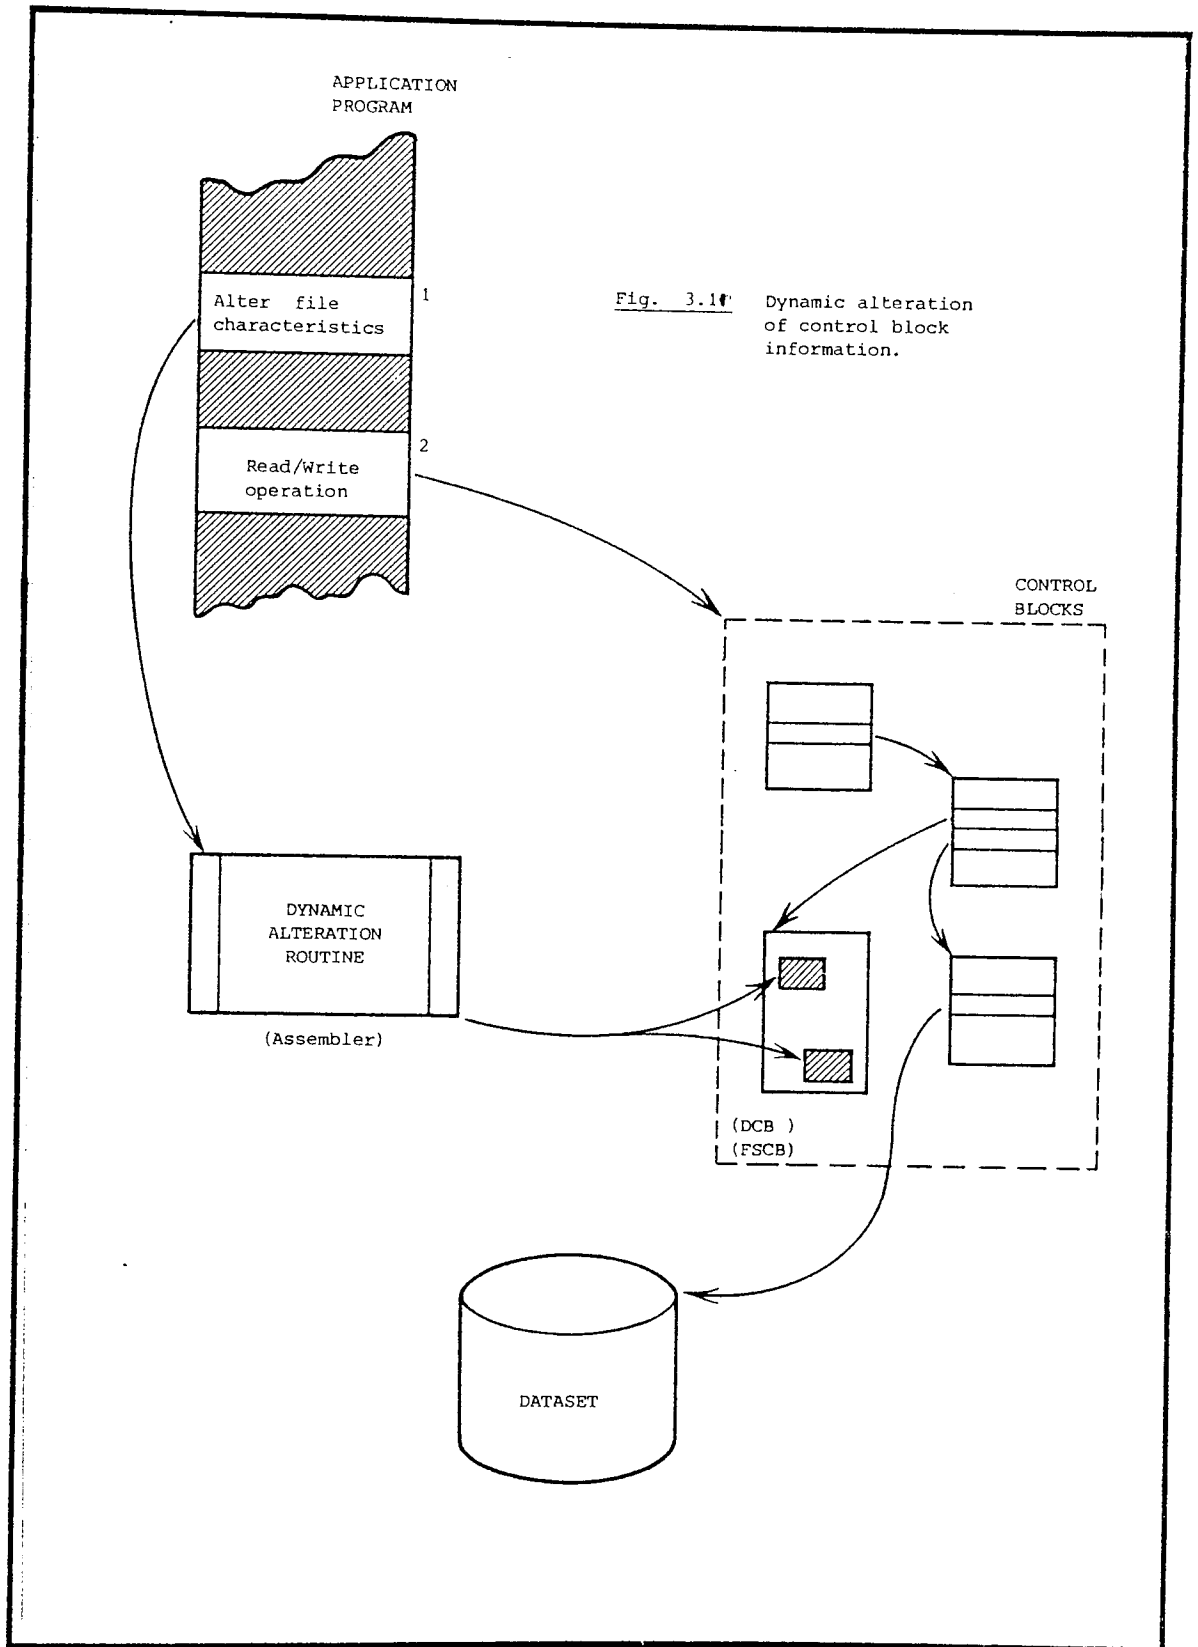 APPLICATION
PROGRAM
Alter file
characteristics
1
Fig. 3.1
Dynamic alteration
of control block
information.
2
Read/Write
operation
CONTROL
BLOCKS
DYNAMIC
ALTERATION
ROUTINE
(Assembler)
(DCB )
(FSCB)
DATASET